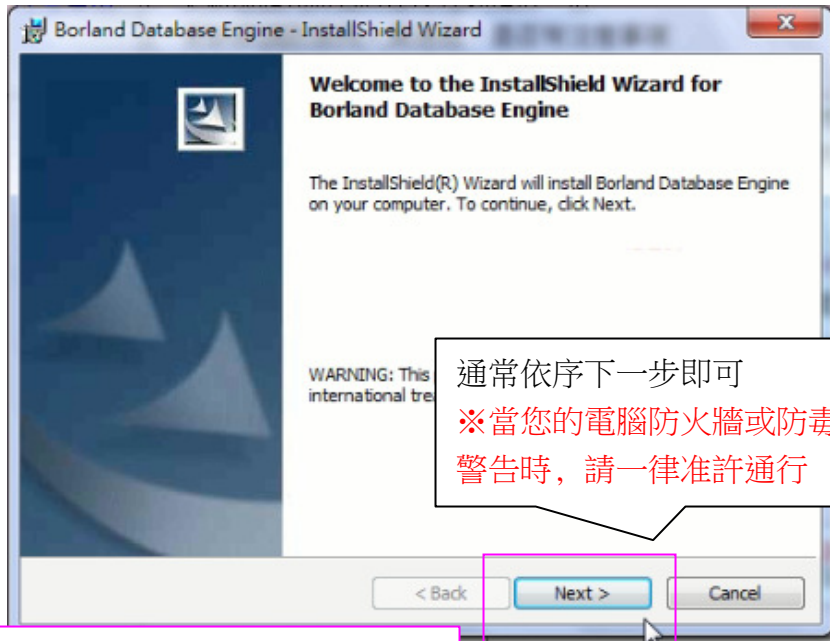 Borland Database Engine - InstallShield Wizard
Welcome to the InstallShield Wizard for
Borland Database Engine
The InstallShield(R) Wizard will install Borland Database Engine
on your computer. To continue, click Next.
WARNING: This
international tre
通常依序下一步即可
※當您的電腦防火牆或防毒
警告時，請一律准許通行
< Back
Next >
Cancel